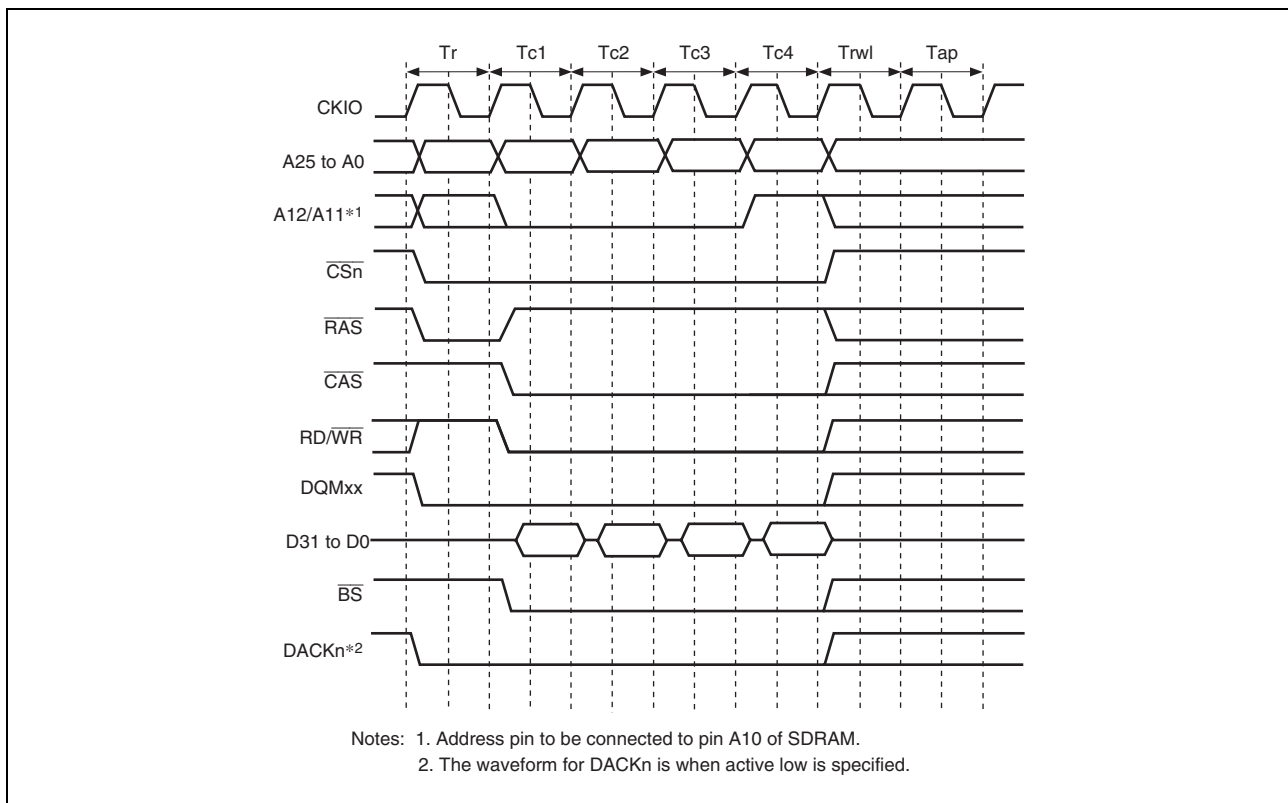 Tr Tc1 Tc2 Tc3 Tc4 Trwl Tap
CKIO
A25 to A0
A12/A11*1
CSn
RAS
CAS
RD/WR
DQMxx
D31 to D0
BS
DACKn*2
Notes: 1. Address pin to be connected to pin A10 of SDRAM.
2. The waveform for DACKn is when active low is specified.